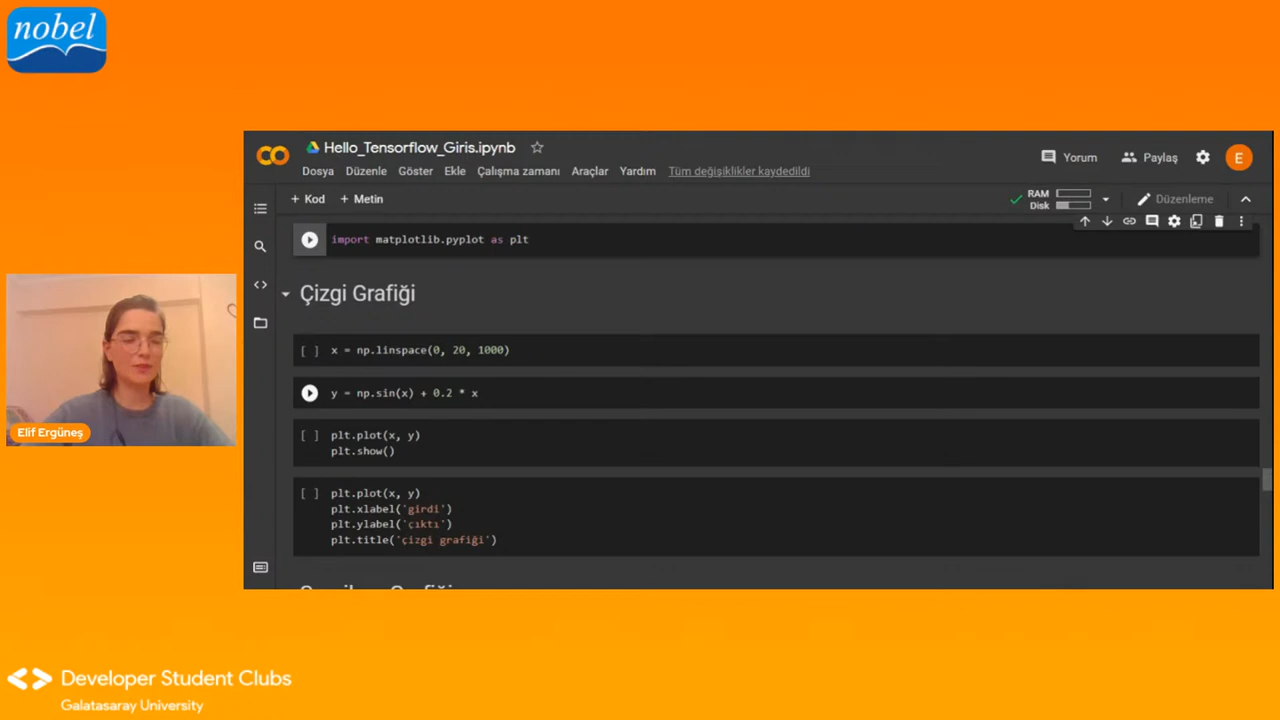 nobel
Hello_Tensorflow_Giris.ipynb
Dosya Düzenle Göster Ekle Çalışma zamanı Araçlar Yardım Tüm değişiklikler kaydedildi
Yorum Paylaş E
+ Kod + Metin
RAM
Disk
Düzenleme
import matplotlib.pyplot as plt
Çizgi Grafiği
[ ] x = np.linspace(0, 20, 1000)
y = np.sin(x) + 0.2 * x
[ ] plt.plot(x, y)
plt.show()
[ ] plt.plot(x, y)
plt.xlabel('girdi')
plt.ylabel('çıktı')
plt.title('çizgi grafiği')
Elif Ergüneş
Developer Student Clubs
Galatasaray University